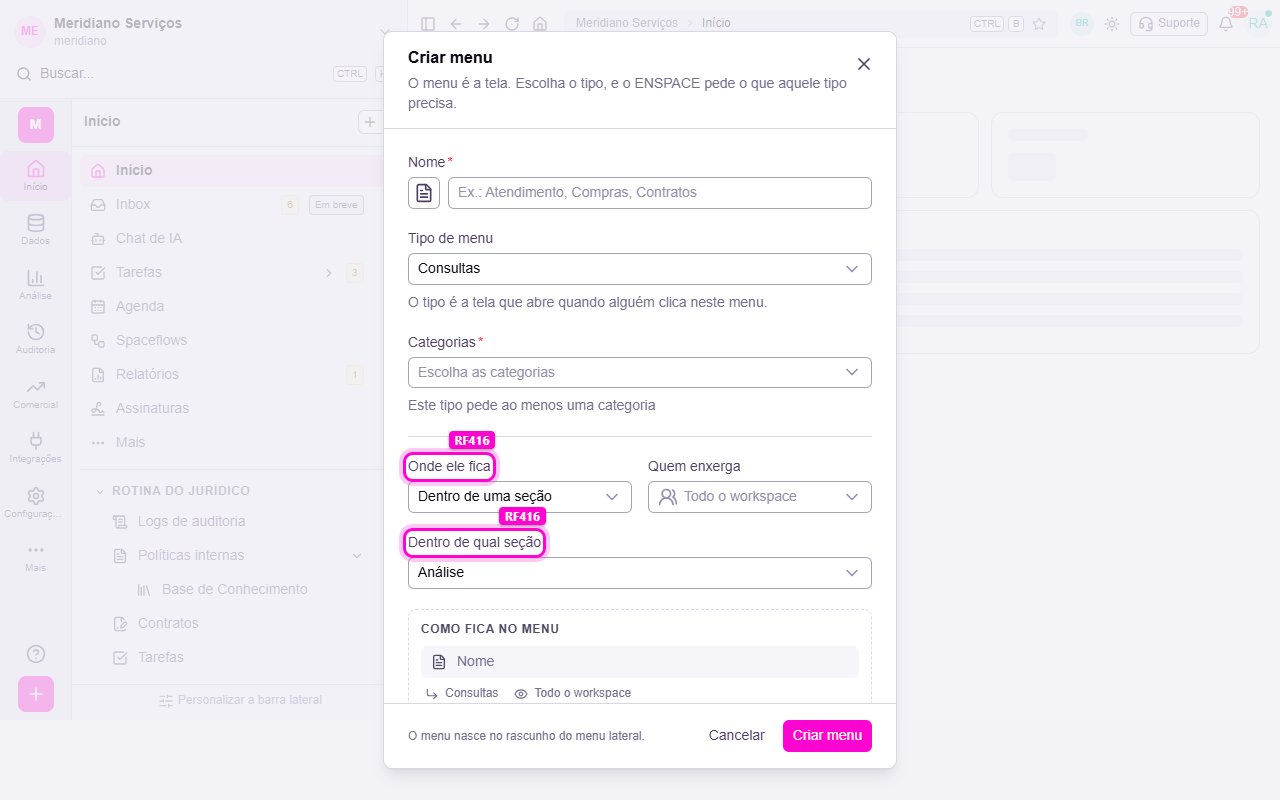 ME
Meridiano Serviços
meridiano
Meridiano Serviços
Início
CTRL
B
BR
Suporte
99+
RA
Buscar...
CTRL
M
Início
Dados
Análise
Auditoria
Comercial
Integrações
Configuraç...
Mais
Início
Início
Inbox
6
Em breve
Chat de IA
Tarefas
3
Agenda
Spaceflows
Relatórios
1
Assinaturas
Mais
ROTINA DO JURÍDICO
Logs de auditoria
Políticas internas
Base de Conhecimento
Contratos
Tarefas
Personalizar a barra lateral
Criar menu
O menu é a tela. Escolha o tipo, e o ENSPACE pede o que aquele tipo
precisa.
Nome*
Ex.: Atendimento, Compras, Contratos
Tipo de menu
Consultas
O tipo é a tela que abre quando alguém clica neste menu.
Categorias*
Escolha as categorias
Este tipo pede ao menos uma categoria
RF416
Onde ele fica
Quem enxerga
Dentro de uma seção
Todo o workspace
RF416
Dentro de qual seção
Análise
COMO FICA NO MENU
Nome
Consultas
Todo o workspace
O menu nasce no rascunho do menu lateral.
Cancelar
Criar menu